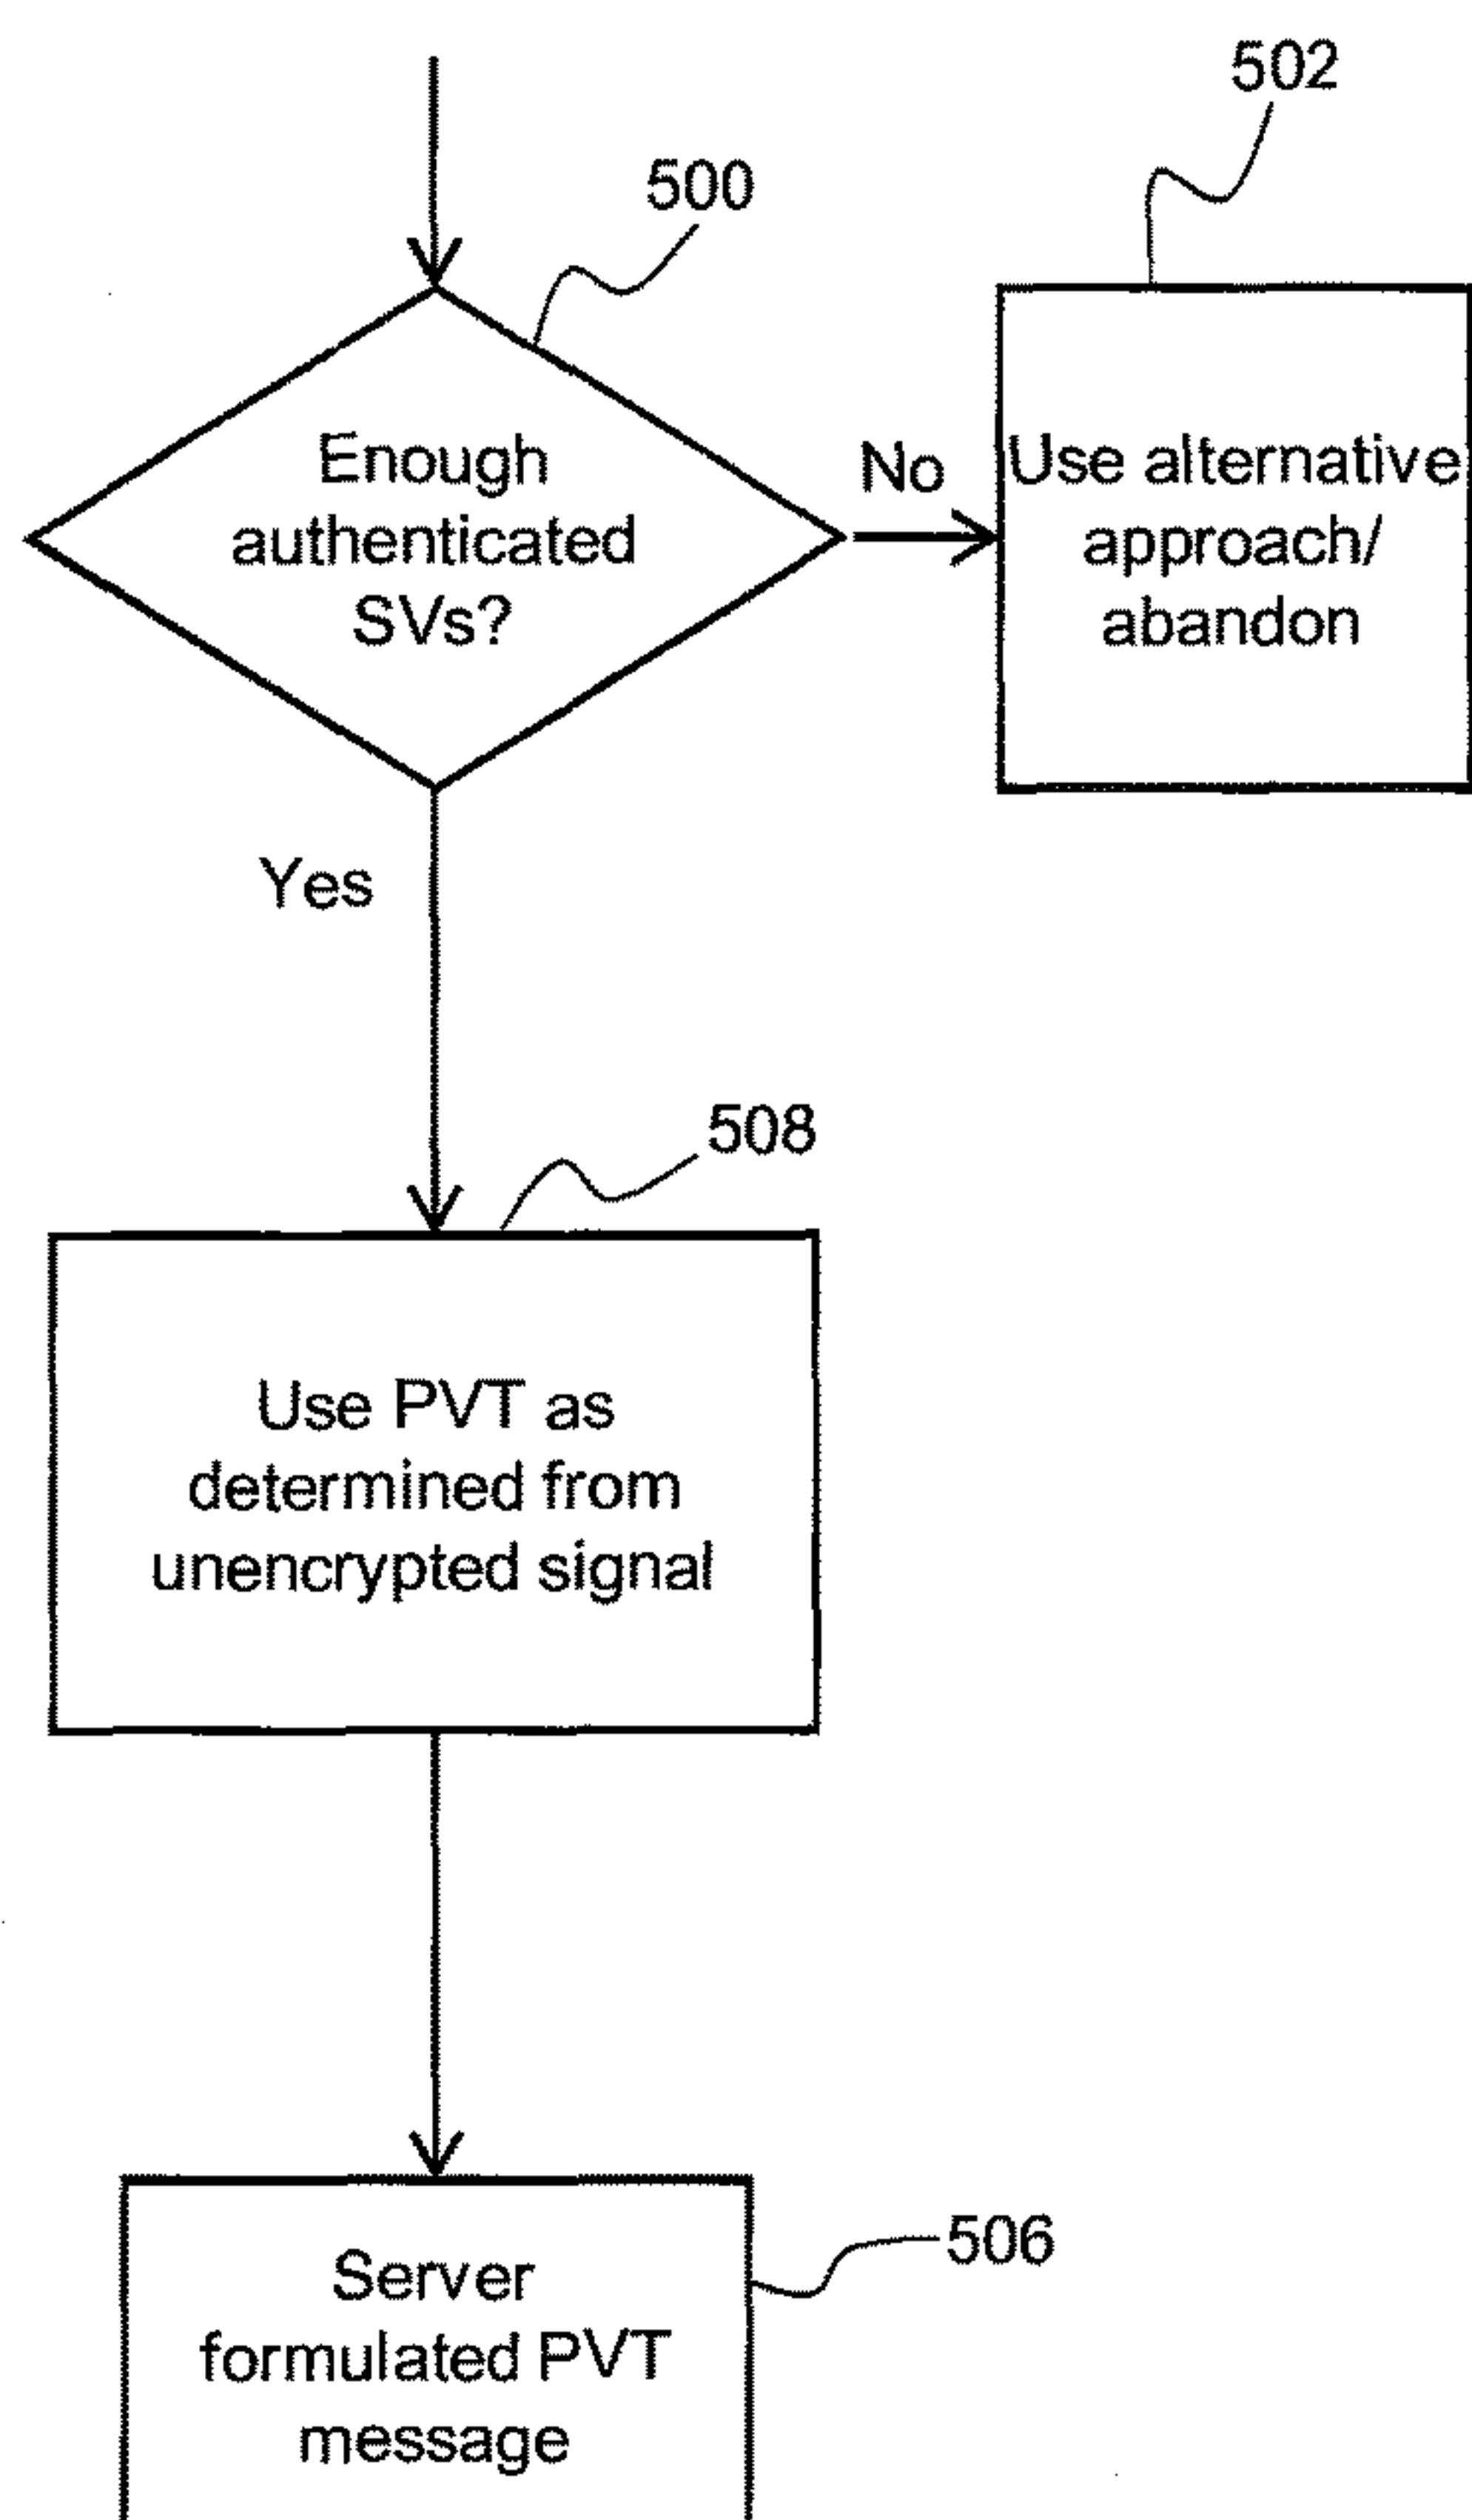 502
500
Enough
authenticated
SVs?
No
Use alternative
approach/
abandon
Yes
508
Use PVT as
determined from
unencrypted signal
506
Server
formulated PVT
message